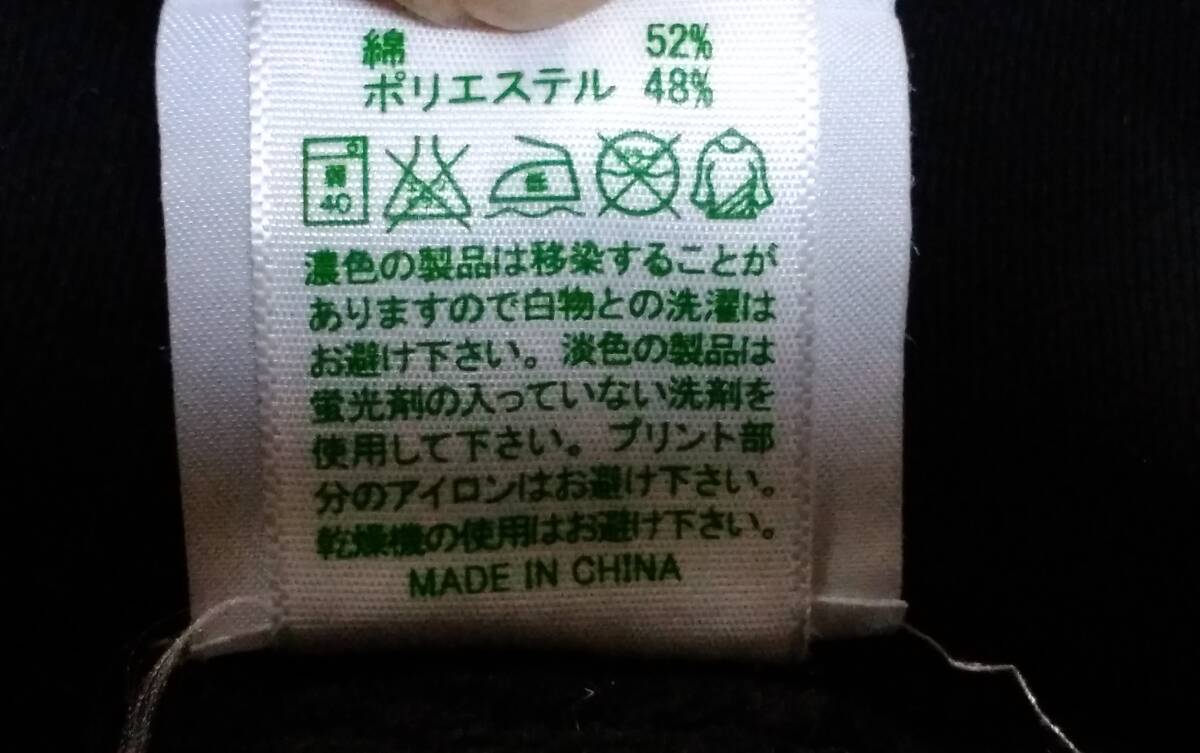 綿 52%
ポリエステル 48%
40
濃色の製品は移染することが
ありますので白物との洗濯は
お避け下さい。淡色の製品は
蛍光剤の入っていない洗剤を
使用して下さい。プリント部
分のアイロンはお避け下さい。
乾燥機の使用はお避け下さい。
MADE IN CHINA